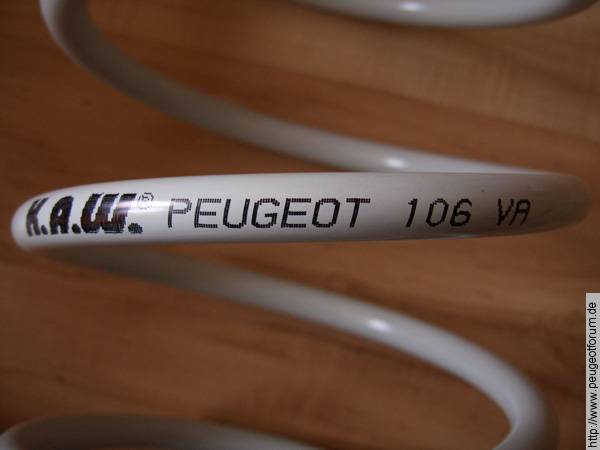 K.A.W.® PEUGEOT 106 VA
http://www.peugeotforum.de